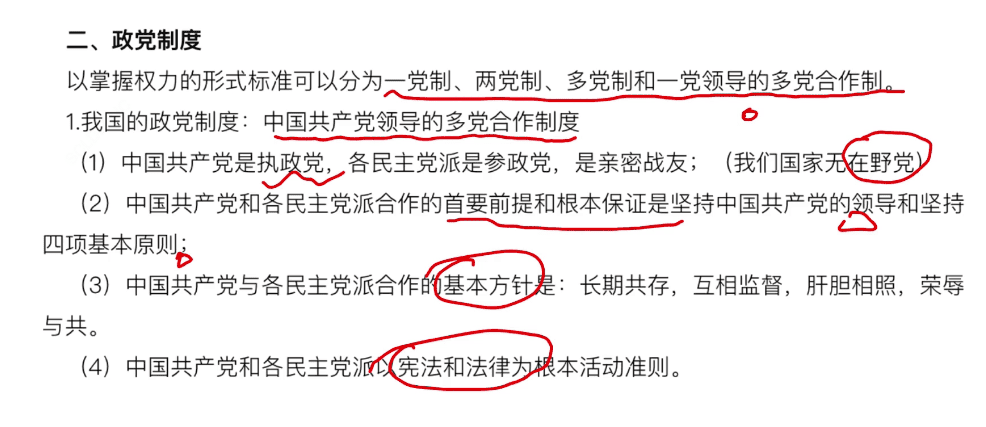 二、政党制度
以掌握权力的形式标准可以分为一党制、两党制、多党制和一党领导的多党合作制。
1.我国的政党制度：中国共产党领导的多党合作制度
（1）中国共产党是执政党，各民主党派是参政党，是亲密战友；（我们国家无在野党）
（2）中国共产党和各民主党派合作的首要前提和根本保证是坚持中国共产党的领导和坚持
四项基本原则；
（3）中国共产党与各民主党派合作的基本方针是：长期共存，互相监督，肝胆相照，荣辱
与共。
（4）中国共产党和各民主党派以宪法和法律为根本活动准则。